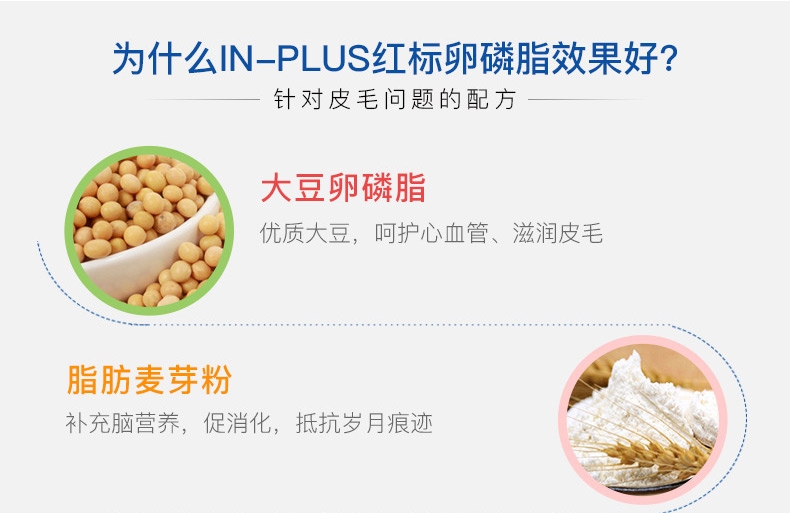 为什么IN-PLUS红标卵磷脂效果好?
针对皮毛问题的配方
大豆卵磷脂
优质大豆，呵护心血管、滋润皮毛
脂肪麦芽粉
补充脑营养，促消化，抵抗岁月痕迹